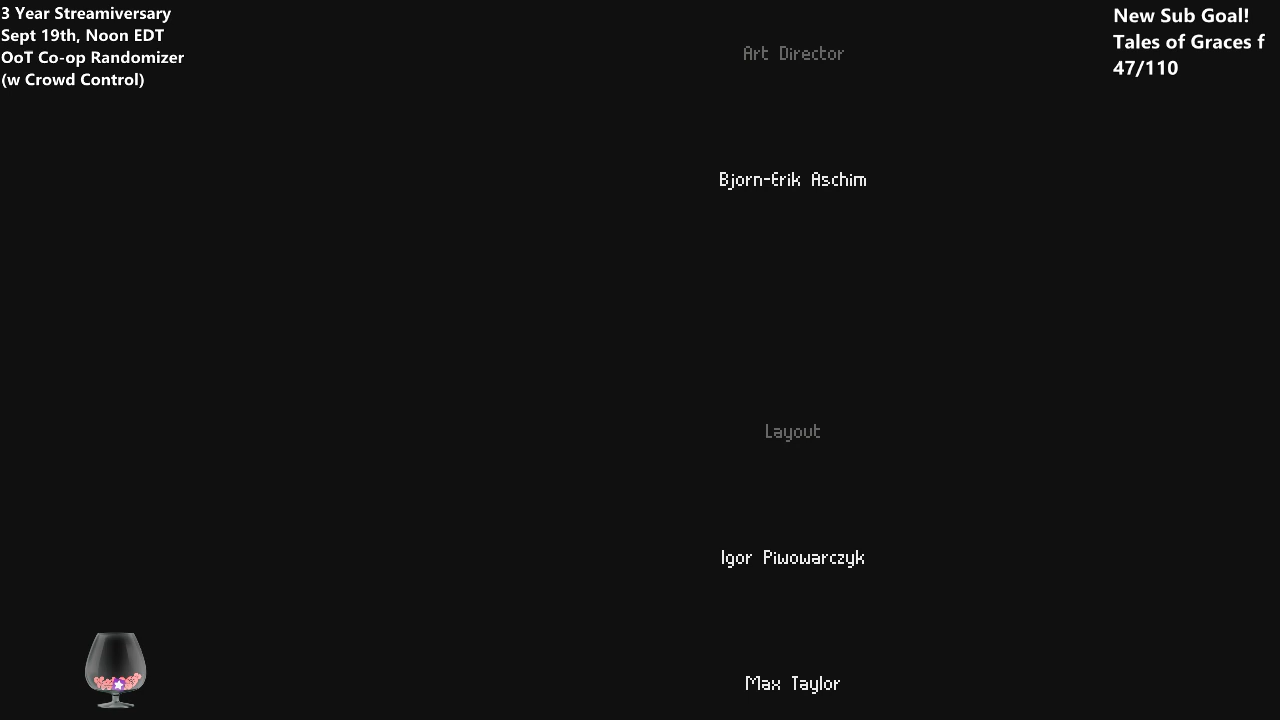 3 Year Streamiversary
Sept 19th, Noon EDT
OoT Co-op Randomizer
(w Crowd Control)
New Sub Goal!
Tales of Graces f
47/110
Art Director
Bjorn-Erik Aschim
Layout
Igor Piwowarczyk
Max Taylor